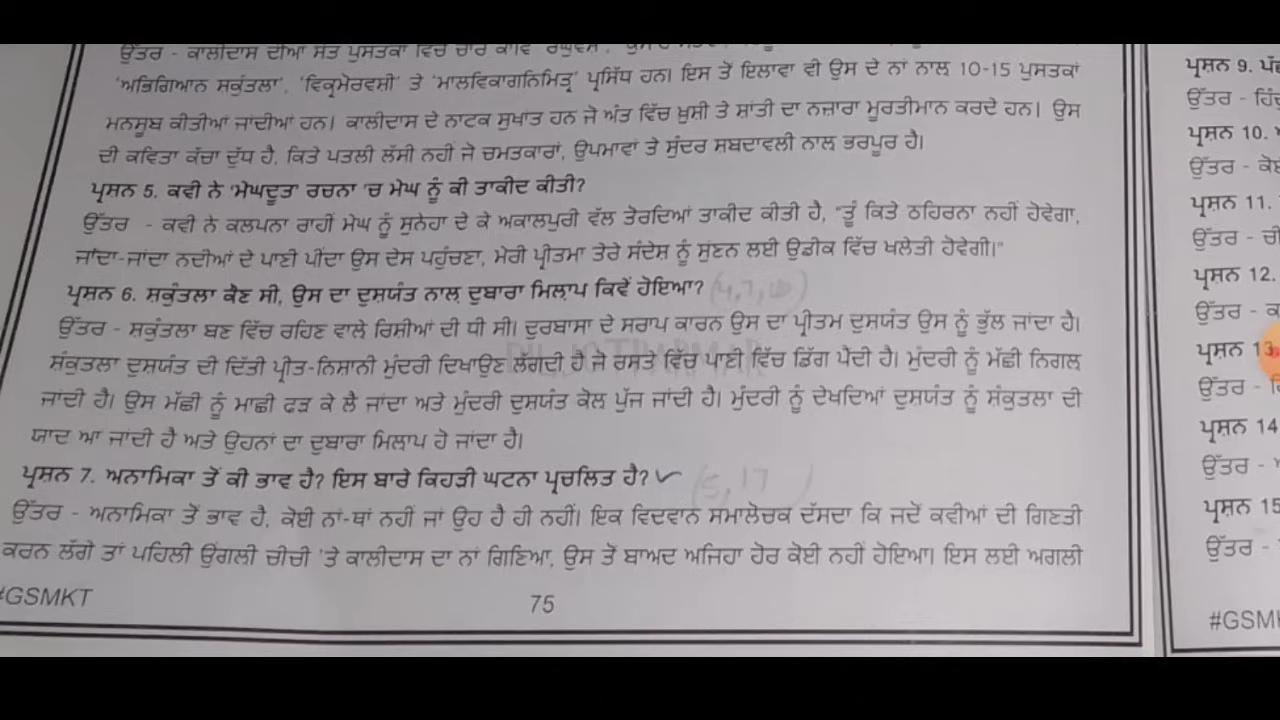 ਉੱਤਰ - ਕਾਲੀਦਾਸ ਦੀਆਂ ਸੱਤ ਪੁਸਤਕਾਂ ਵਿੱਚ ਚਾਰ ਕਾਵਿ
'ਅਭਿਗਿਆਨ ਸਕੁੰਤਲਾ', 'ਵਿਕ੍ਰਮੋਰਵਸ਼ੀ' ਤੇ 'ਮਾਲਵਿਕਾਗਨਿਮਿਤ੍ਰ' ਪ੍ਰਸਿੱਧ ਹਨ। ਇਸ ਤੋਂ ਇਲਾਵਾ ਵੀ ਉਸ ਦੇ ਨਾਂ ਨਾਲ਼ 10-15 ਪੁਸਤਕਾਂ
ਮਨਸੂਬ ਕੀਤੀਆਂ ਜਾਂਦੀਆਂ ਹਨ। ਕਾਲੀਦਾਸ ਦੇ ਨਾਟਕ ਸੁਖਾਂਤ ਹਨ ਜੋ ਅੰਤ ਵਿੱਚ ਖ਼ੁਸ਼ੀ ਤੇ ਸ਼ਾਂਤੀ ਦਾ ਨਜ਼ਾਰਾ ਮੂਰਤੀਮਾਨ ਕਰਦੇ ਹਨ। ਉਸ
ਦੀ ਕਵਿਤਾ ਕੱਚਾ ਦੁੱਧ ਹੈ, ਕਿਤੇ ਪਤਲੀ ਲੱਸੀ ਨਹੀਂ ਜੋ ਚਮਤਕਾਰਾਂ, ਉਪਮਾਵਾਂ ਤੇ ਸੁੰਦਰ ਸ਼ਬਦਾਵਲੀ ਨਾਲ਼ ਭਰਪੂਰ ਹੈ।
ਪ੍ਰਸ਼ਨ 5. ਕਵੀ ਨੇ 'ਮੇਘਦੂਤ' ਰਚਨਾ 'ਚ ਮੇਘ ਨੂੰ ਕੀ ਤਾਕੀਦ ਕੀਤੀ?
ਉੱਤਰ - ਕਵੀ ਨੇ ਕਲਪਨਾ ਰਾਹੀਂ ਮੇਘ ਨੂੰ ਸੁਨੇਹਾ ਦੇ ਕੇ ਅਕਾਲਪੁਰੀ ਵੱਲ ਤੋਰਦਿਆਂ ਤਾਕੀਦ ਕੀਤੀ ਹੈ, "ਤੂੰ ਕਿਤੇ ਠਹਿਰਨਾ ਨਹੀਂ ਹੋਵੇਗਾ,
ਜਾਂਦਾ-ਜਾਂਦਾ ਨਦੀਆਂ ਦੇ ਪਾਣੀ ਪੀਂਦਾ ਉਸ ਦੇਸ ਪਹੁੰਚਣਾ, ਮੇਰੀ ਪ੍ਰੀਤਮਾ ਤੇਰੇ ਸੰਦੇਸ਼ ਨੂੰ ਸੁੰਣਨ ਲਈ ਉਡੀਕ ਵਿੱਚ ਖਲੋਤੀ ਹੋਵੇਗੀ।"
ਪ੍ਰਸ਼ਨ 6. ਸ਼ਕੁੰਤਲਾ ਕੌਣ ਸੀ, ਉਸ ਦਾ ਦੁਸ਼ਯੰਤ ਨਾਲ਼ ਦੁਬਾਰਾ ਮਿਲ਼ਾਪ ਕਿਵੇਂ ਹੋਇਆ?
ਉੱਤਰ - ਸ਼ਕੁੰਤਲਾ ਬਣ ਵਿੱਚ ਰਹਿਣ ਵਾਲੇ ਰਿਸ਼ੀਆਂ ਦੀ ਧੀ ਸੀ। ਦੁਰਬਾਸਾ ਦੇ ਸਰਾਪ ਕਾਰਨ ਉਸ ਦਾ ਪ੍ਰੀਤਮ ਦੁਸ਼ਯੰਤ ਉਸ ਨੂੰ ਭੁੱਲ ਜਾਂਦਾ ਹੈ।
ਸ਼ੰਕੁਤਲਾ ਦੁਸ਼ਯੰਤ ਦੀ ਦਿੱਤੀ ਪ੍ਰੀਤ-ਨਿਸ਼ਾਨੀ ਮੁੰਦਰੀ ਦਿਖਾਉਣ ਲੱਗਦੀ ਹੈ ਜੋ ਰਸਤੇ ਵਿੱਚ ਪਾਣੀ ਵਿੱਚ ਡਿੱਗ ਪੈਂਦੀ ਹੈ। ਮੁੰਦਰੀ ਨੂੰ ਮੱਛੀ ਨਿਗਲ
ਜਾਂਦੀ ਹੈ। ਉਸ ਮੱਛੀ ਨੂੰ ਮਾਛੀ ਫੜ ਕੇ ਲੈ ਜਾਂਦਾ ਅਤੇ ਮੁੰਦਰੀ ਦੁਸ਼ਯੰਤ ਕੋਲ ਪੁੱਜ ਜਾਂਦੀ ਹੈ। ਮੁੰਦਰੀ ਨੂੰ ਦੇਖਦਿਆਂ ਦੁਸ਼ਯੰਤ ਨੂੰ ਸ਼ੰਕੁਤਲਾ ਦੀ
ਯਾਦ ਆ ਜਾਂਦੀ ਹੈ ਅਤੇ ਉਹਨਾਂ ਦਾ ਦੁਬਾਰਾ ਮਿਲ਼ਾਪ ਹੋ ਜਾਂਦਾ ਹੈ।
ਪ੍ਰਸ਼ਨ 7. ਅਨਾਮਿਕਾ ਤੋਂ ਕੀ ਭਾਵ ਹੈ? ਇਸ ਬਾਰੇ ਕਿਹੜੀ ਘਟਨਾ ਪ੍ਰਚਲਿਤ ਹੈ? (5, 17)
ਉੱਤਰ - ਅਨਾਮਿਕਾ ਤੋਂ ਭਾਵ ਹੈ, ਕੋਈ ਨਾਂ-ਥਾਂ ਨਹੀਂ ਜਾਂ ਉਹ ਹੈ ਹੀ ਨਹੀਂ। ਇਕ ਵਿਦਵਾਨ ਸਮਾਲੋਚਕ ਦੱਸਦਾ ਕਿ ਜਦੋਂ ਕਵੀਆਂ ਦੀ ਗਿਣਤੀ
ਕਰਨ ਲੱਗੇ ਤਾਂ ਪਹਿਲੀ ਉਂਗਲੀ ਚੀਚੀ 'ਤੇ ਕਾਲੀਦਾਸ ਦਾ ਨਾਂ ਗਿਣਿਆ, ਉਸ ਤੋਂ ਬਾਅਦ ਅਜਿਹਾ ਹੋਰ ਕੋਈ ਨਹੀਂ ਹੋਇਆ। ਇਸ ਲਈ ਅਗਲੀ
#GSMKT
75
ਪ੍ਰਸ਼ਨ 9.
ਉੱਤਰ -
ਪ੍ਰਸ਼ਨ 10.
ਉੱਤਰ -
ਪ੍ਰਸ਼ਨ 11.
ਉੱਤਰ -
ਪ੍ਰਸ਼ਨ 12.
ਉੱਤਰ -
ਪ੍ਰਸ਼ਨ 13
ਉੱਤਰ -
ਪ੍ਰਸ਼ਨ 14
ਉੱਤਰ -
ਪ੍ਰਸ਼ਨ 15
ਉੱਤਰ -